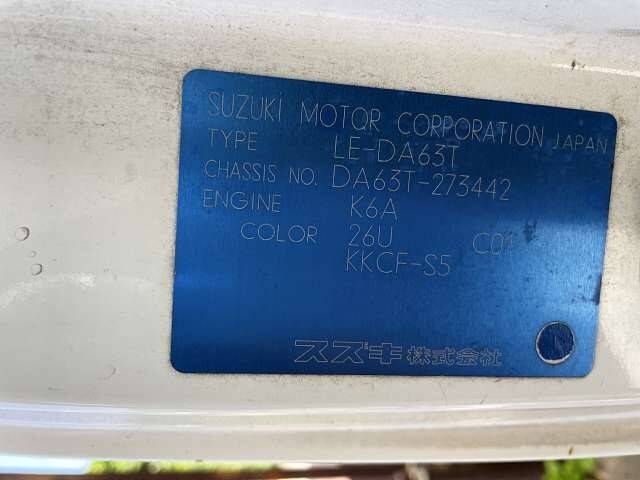 SUZUKI MOTOR CORPORATION JAPAN
TYPE LE-DA63T
CHASSIS NO. DA63T-273442
ENGINE K6A
COLOR 26U C01
KKCF-S5
スズキ株式会社